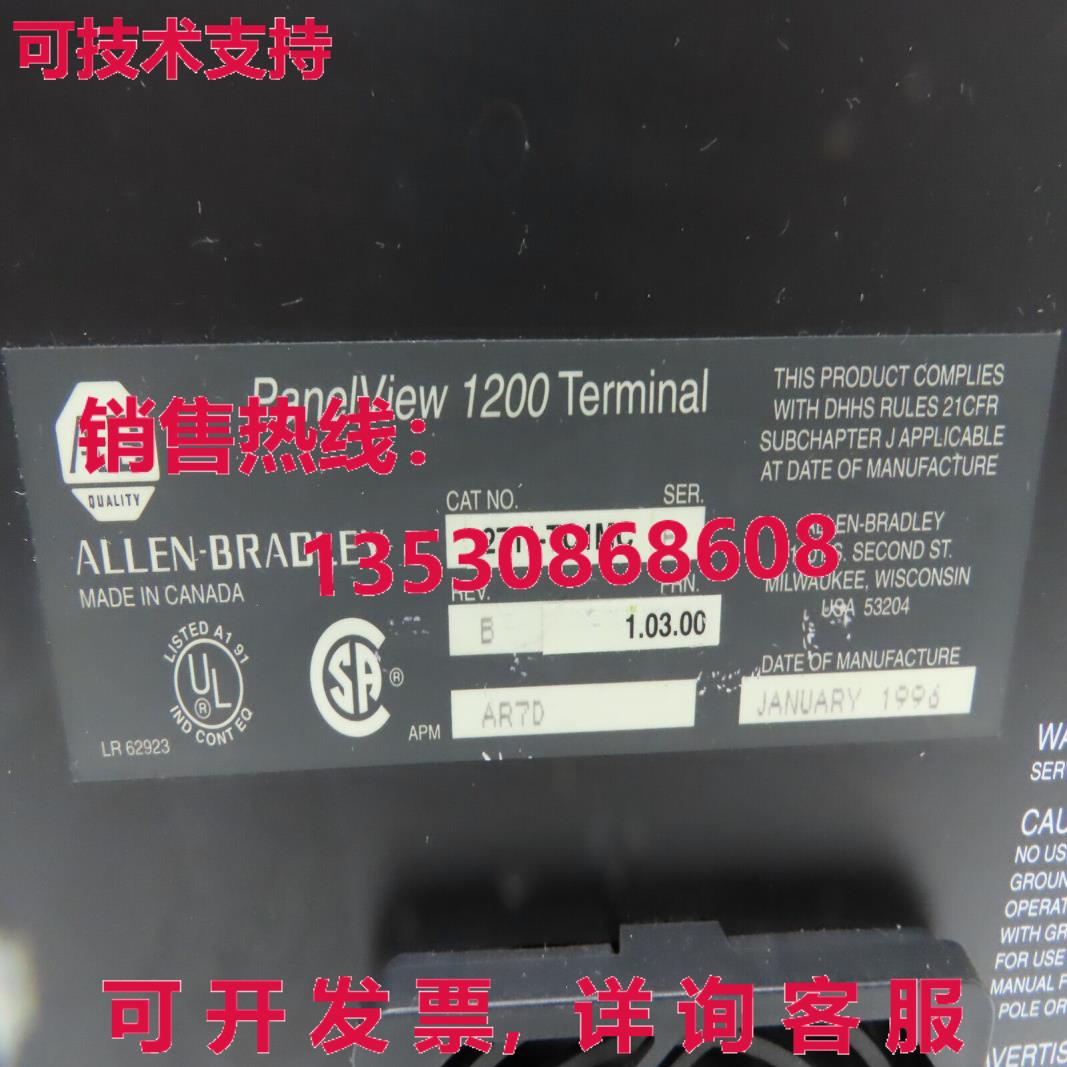 可技术支持
PanelView 1200 Terminal
销售热线：
QUALITY
ALLEN-BRADLEY
MADE IN CANADA
13530868608
CAT NO.
SER.
REV.
FRN.
B
1.03.00
APM
AR7D
LISTED A1 91
UL
®
IND CONT EQ
LR 62923
SA
®
THIS PRODUCT COMPLIES
WITH DHHS RULES 21CFR
SUBCHAPTER J APPLICABLE
AT DATE OF MANUFACTURE
ALLEN-BRADLEY
S. SECOND ST.
MILWAUKEE, WISCONSIN
USA 53204
DATE OF MANUFACTURE
JANUARY 1996
WA
SER
CAU
NO US
GROUN
OPERAT
WITH GR
FOR USE
MANUAL F
POLE OR
VERTIS
可开发票,详询客服